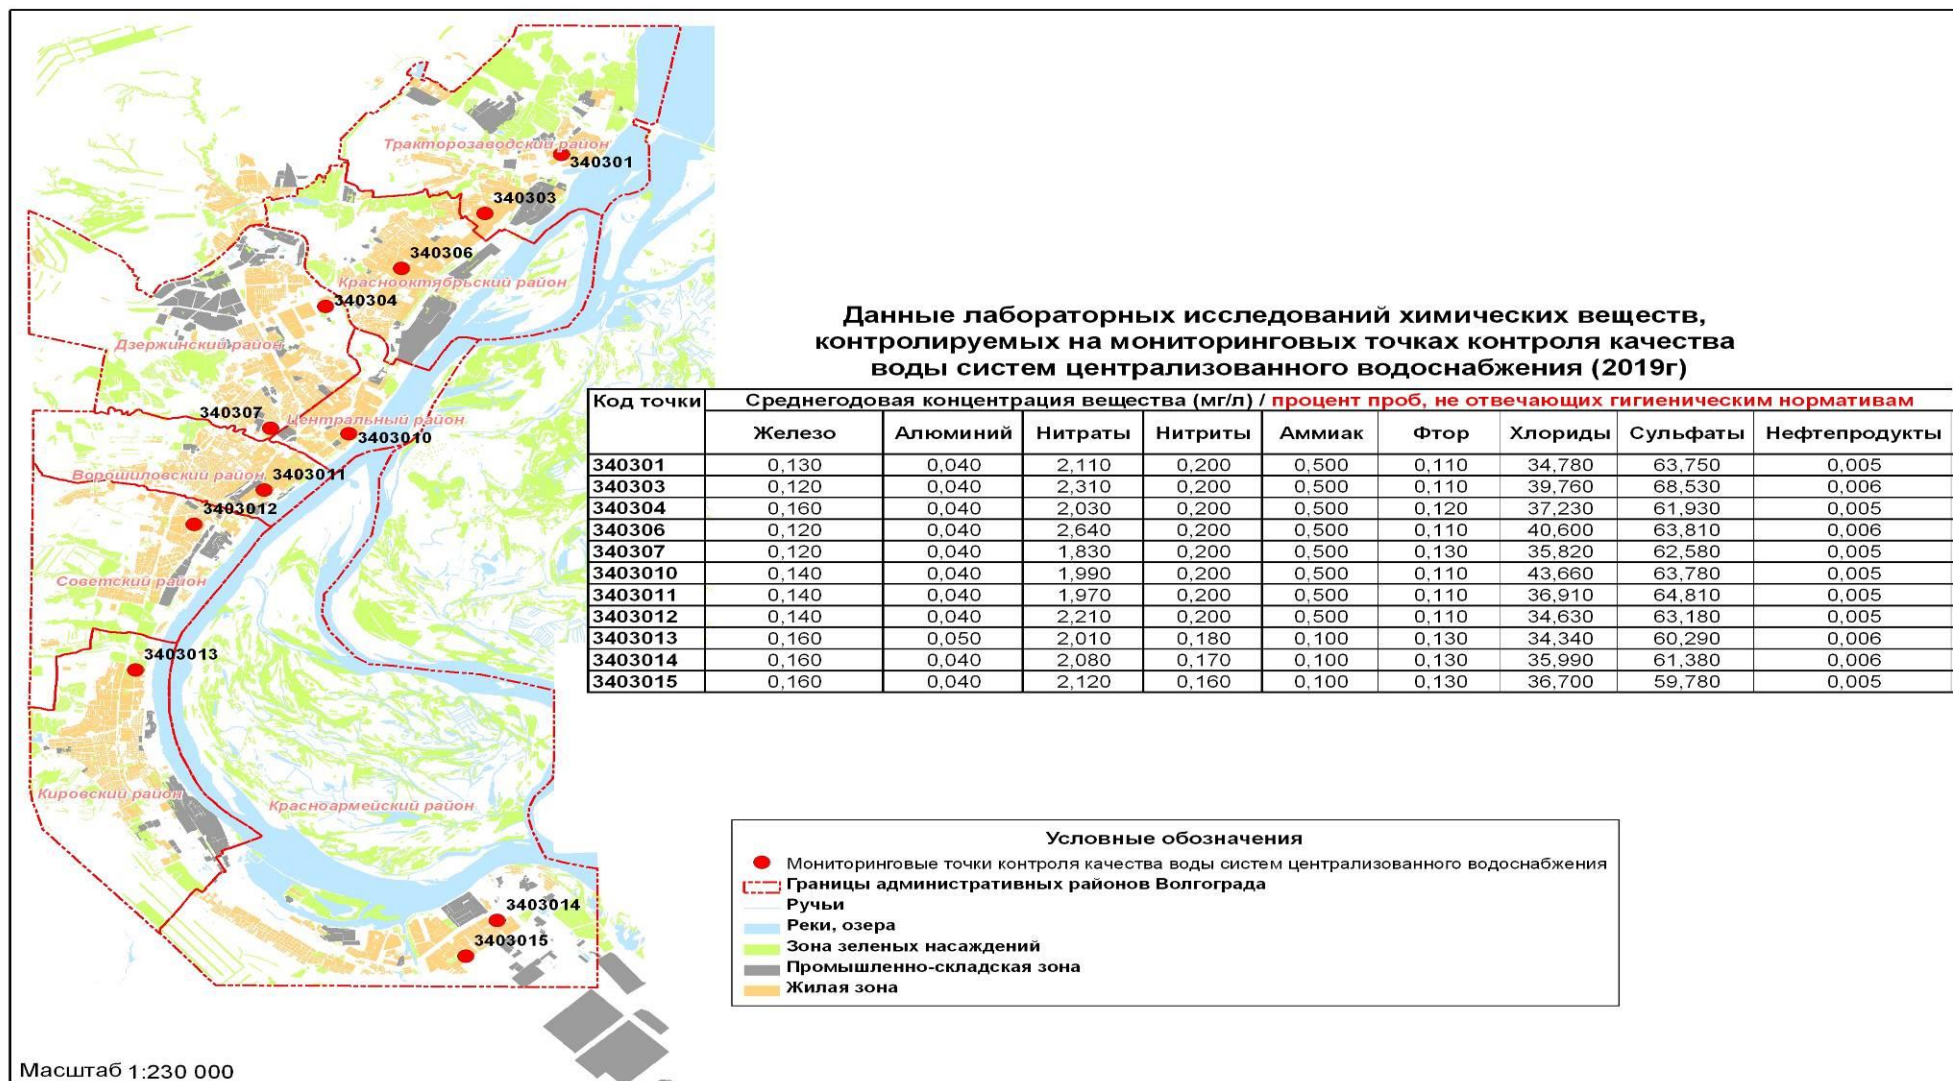 Тракторозаводский район
340301
340303
340306
Краснооктябрьский район
340304
Дзержинский район
340307
Центральный район
3403010
Ворошиловский район
3403011
3403012
Советский район
3403013
Кировский район
Красноармейский район
3403014
3403015
Масштаб 1:230 000
Данные лабораторных исследований химических веществ,
контролируемых на мониторинговых точках контроля качества
воды систем централизованного водоснабжения (2019г)
Код точки Среднегодовая концентрация вещества (мг/л) / процент проб, не отвечающих гигиеническим нормативам
Железо Алюминий Нитраты Нитриты Аммиак Фтор Хлориды Сульфаты Нефтепродукты
340301 0,130 0,040 2,110 0,200 0,500 0,110 34,780 63,750 0,005
340303 0,120 0,040 2,310 0,200 0,500 0,110 39,760 68,530 0,006
340304 0,160 0,040 2,030 0,200 0,500 0,120 37,230 61,930 0,005
340306 0,120 0,040 2,640 0,200 0,500 0,110 40,600 63,810 0,006
340307 0,120 0,040 1,830 0,200 0,500 0,130 35,820 62,580 0,005
3403010 0,140 0,040 1,990 0,200 0,500 0,110 43,660 63,780 0,005
3403011 0,140 0,040 1,970 0,200 0,500 0,110 36,910 64,810 0,005
3403012 0,140 0,040 2,210 0,200 0,500 0,110 34,630 63,180 0,005
3403013 0,160 0,050 2,010 0,180 0,100 0,130 34,340 60,290 0,006
3403014 0,160 0,040 2,080 0,170 0,100 0,130 35,990 61,380 0,006
3403015 0,160 0,040 2,120 0,160 0,100 0,130 36,700 59,780 0,005
Условные обозначения
Мониторинговые точки контроля качества воды систем централизованного водоснабжения
Границы административных районов Волгограда
Ручьи
Реки, озера
Зона зеленых насаждений
Промышленно-складская зона
Жилая зона